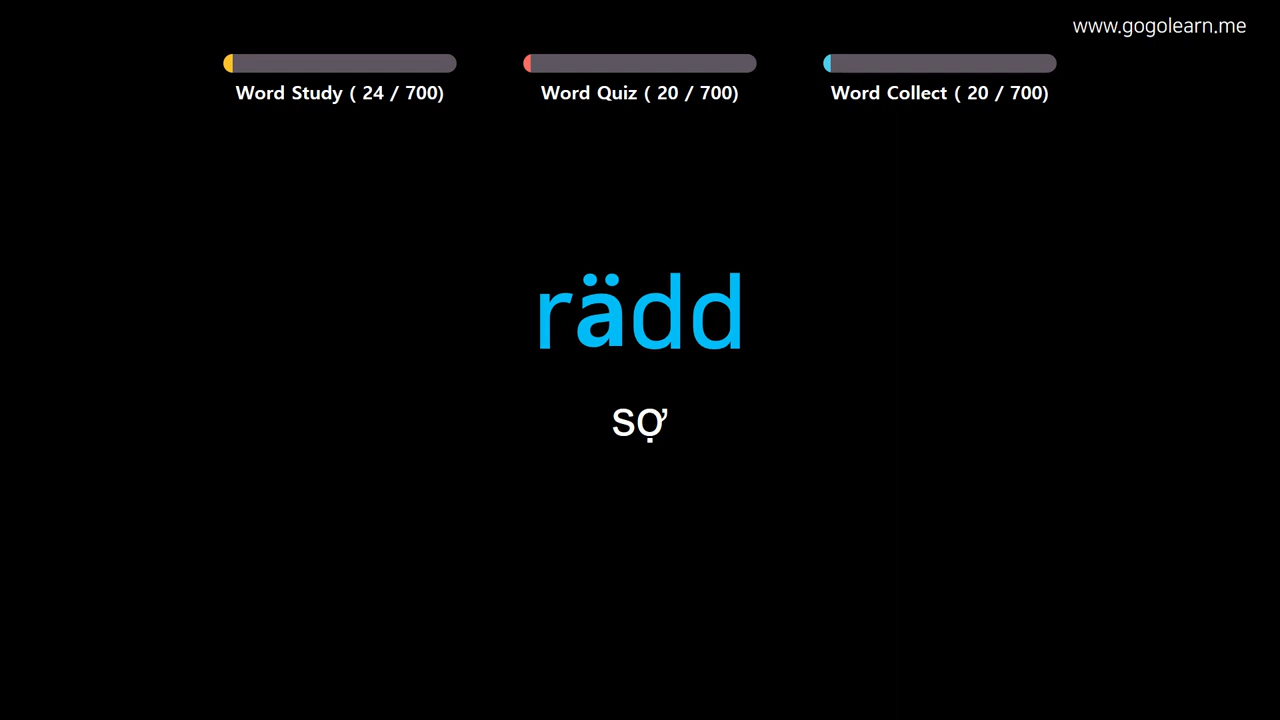 www.gogolearn.me
Word Study ( 24 / 700)
Word Quiz ( 20 / 700)
Word Collect ( 20 / 700)
rädd
sợ